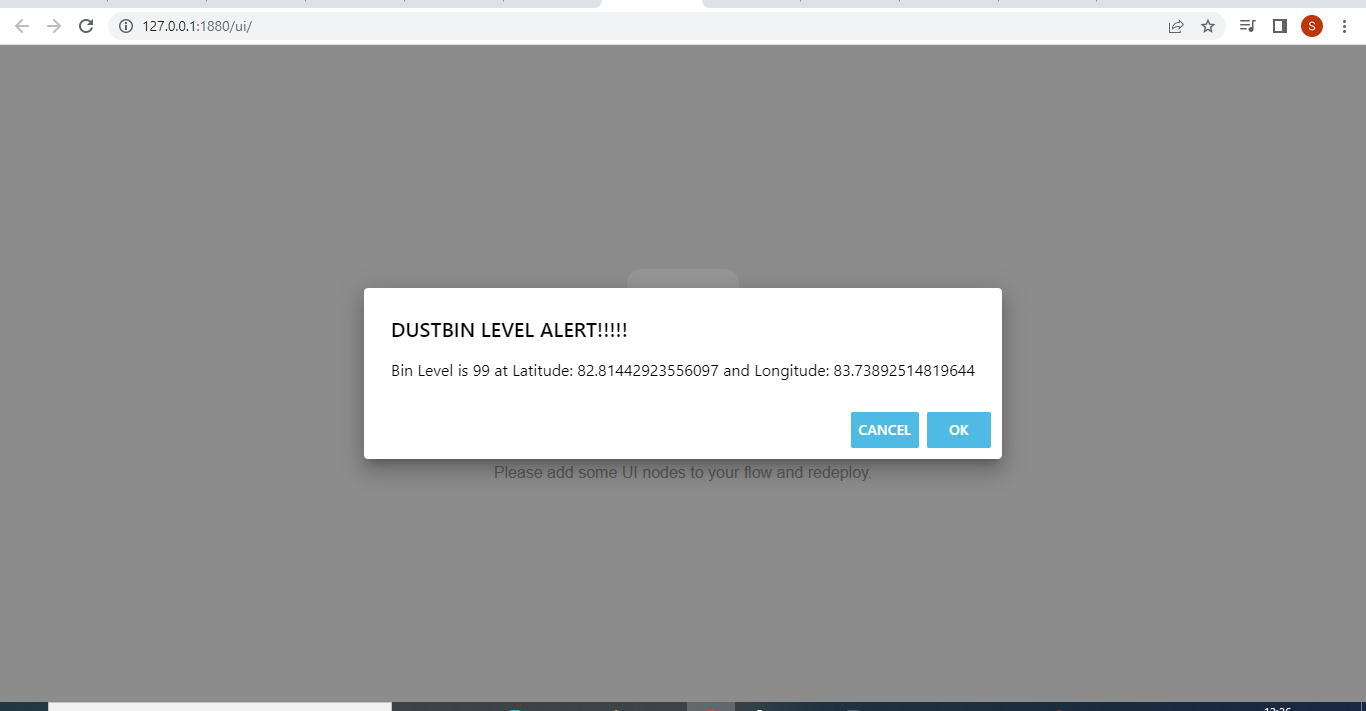 127.0.0.1:1880/ui/
S
DUSTBIN LEVEL ALERT!!!!!
Bin Level is 99 at Latitude: 82.81442923556097 and Longitude: 83.73892514819644
CANCEL OK
Please add some UI nodes to your flow and redeploy.